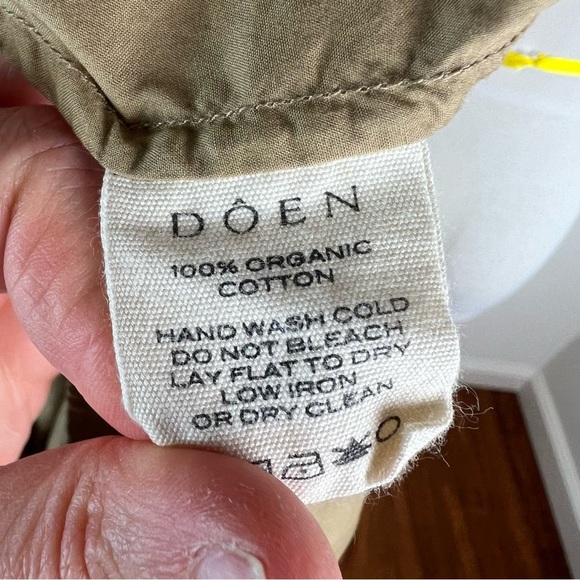 DÔEN
100% ORGANIC
COTTON
HAND WASH COLD
DO NOT BLEACH
LAY FLAT TO DRY
LOW IRON
OR DRY CLEAN